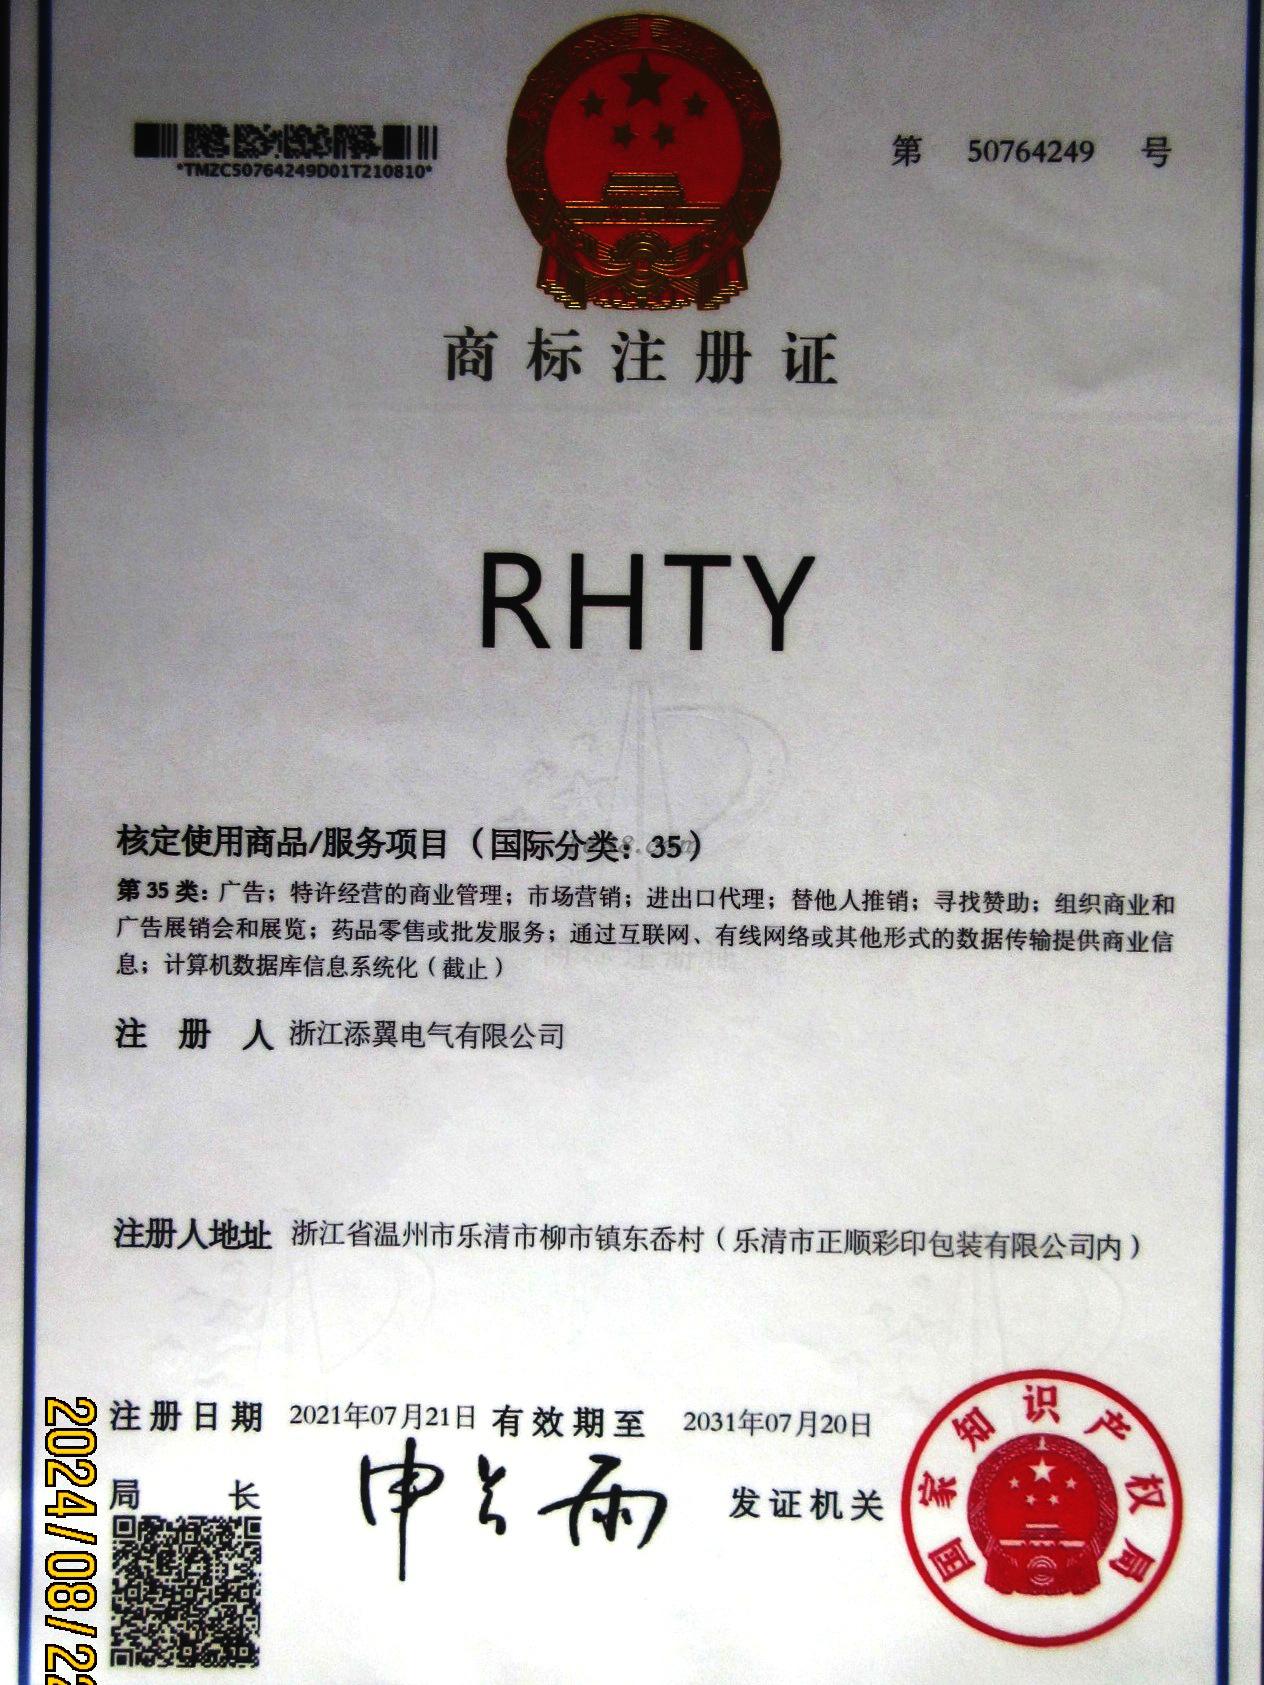 *TMZC50764249D01T210810*
第 50764249 号
商标注册证
RHTY
核定使用商品/服务项目（国际分类：35）
第35类：广告；特许经营的商业管理；市场营销；进出口代理；替他人推销；寻找赞助；组织商业和
广告展销会和展览；药品零售或批发服务；通过互联网、有线网络或其他形式的数据传输提供商业信
息；计算机数据库信息系统化（截止）
注册人 浙江添翼电气有限公司
注册人地址 浙江省温州市乐清市柳市镇东岙村（乐清市正顺彩印包装有限公司内）
注册日期 2021年07月21日 有效期至 2031年07月20日
局长 申长雨 发证机关
国家知识产权局
2024/08/22